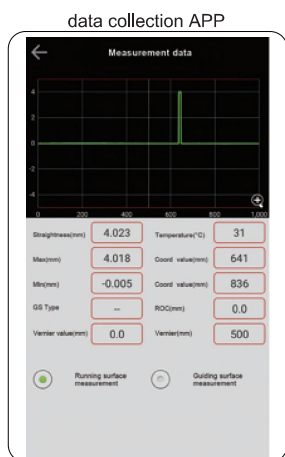 data collection APP
Measurement data
4
2
0
-2
-4
0 200 400 600 800 1,000
Straightness(mm) 4.023 Temperature(°C) 31
Max(mm) 4.018 Coord value(mm) 641
Min(mm) -0.005 Coord value(mm) 836
GS Type -- ROC(mm) 0.0
Vernier value(mm) 0.0 Vernier(mm) 500
Running surface measurement Guiding surface measurement